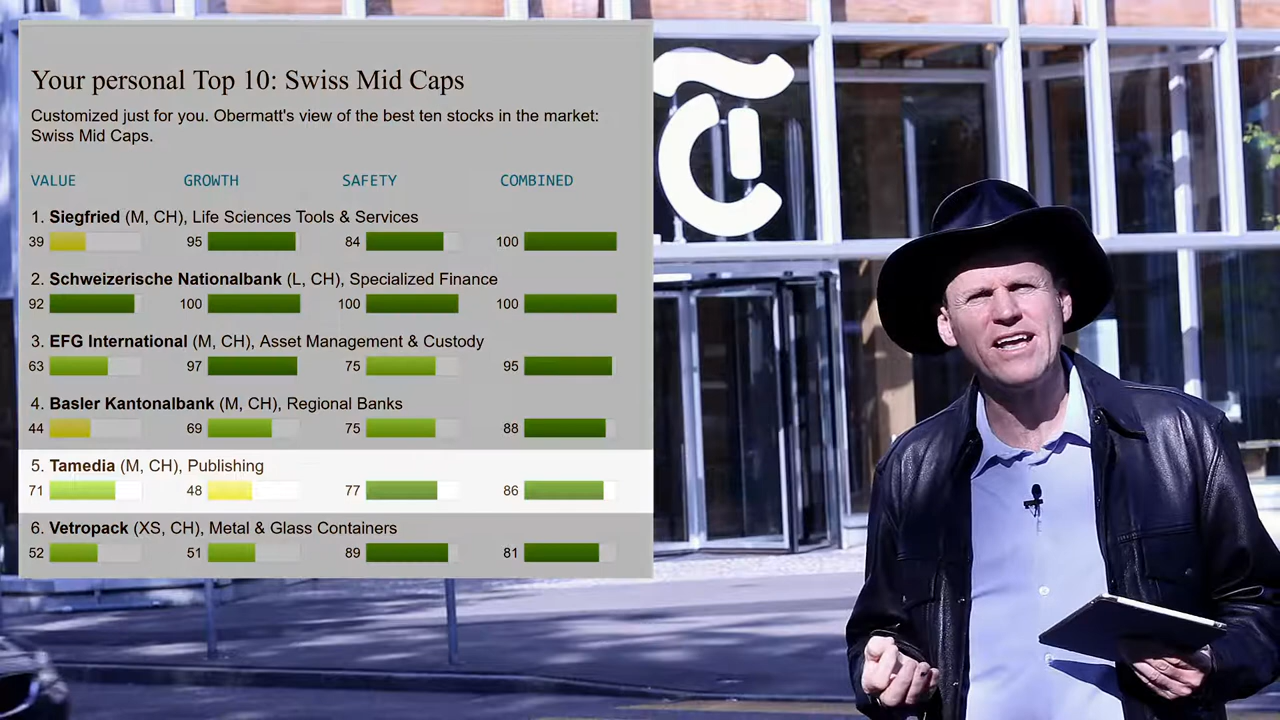 Your personal Top 10: Swiss Mid Caps
Customized just for you. Obermatt's view of the best ten stocks in the market:
Swiss Mid Caps.
VALUE GROWTH SAFETY COMBINED
1. Siegfried (M, CH), Life Sciences Tools & Services
39 95 84 100
2. Schweizerische Nationalbank (L, CH), Specialized Finance
92 100 100 100
3. EFG International (M, CH), Asset Management & Custody
63 97 75 95
4. Basler Kantonalbank (M, CH), Regional Banks
44 69 75 88
5. Tamedia (M, CH), Publishing
71 48 77 86
6. Vetropack (XS, CH), Metal & Glass Containers
52 51 89 81